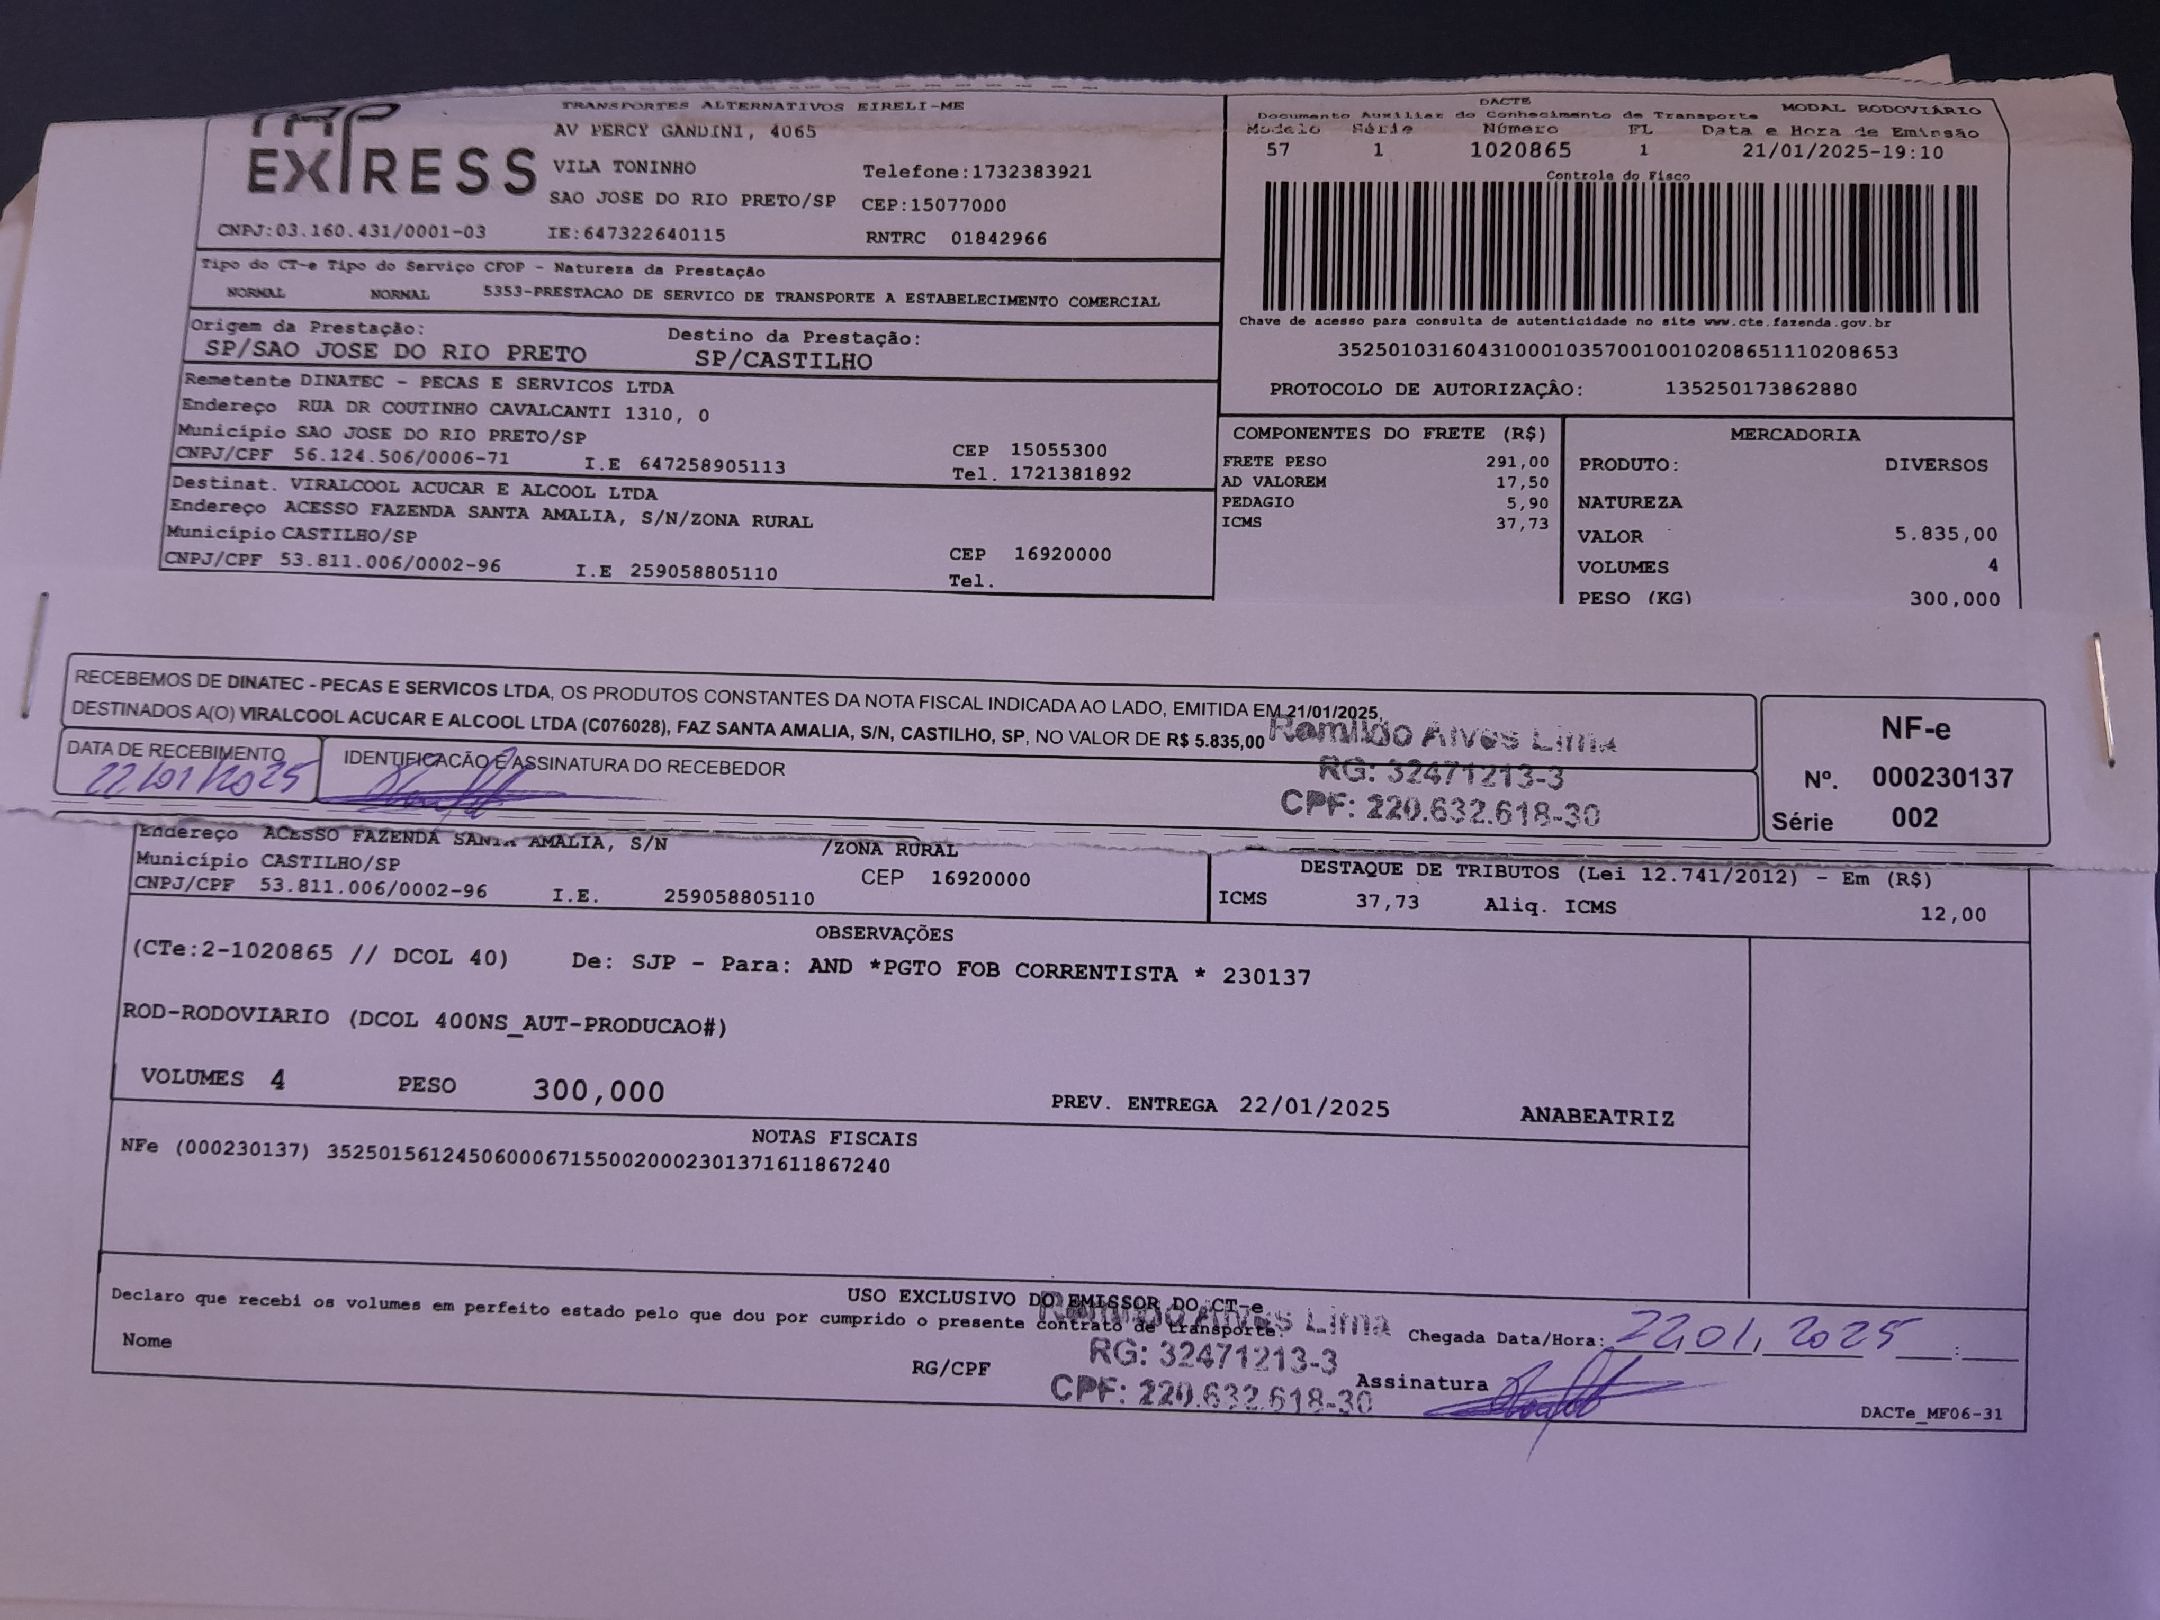 EXPRESS
TRANSPORTES ALTERNATIVOS EIRELI-ME
AV PERCY GANDINI, 4065
VILA TONINHO Telefone:1732383921
SAO JOSE DO RIO PRETO/SP CEP:15077000
CNPJ:03.160.431/0001-03 IE:647322640115 RNTRC 01842966
Tipo do CT-e Tipo do Serviço CFOP - Natureza da Prestação
NORMAL NORMAL 5353-PRESTACAO DE SERVICO DE TRANSPORTE A ESTABELECIMENTO COMERCIAL
Origem da Prestação: Destino da Prestação:
SP/SAO JOSE DO RIO PRETO SP/CASTILHO
Remetente DINATEC - PECAS E SERVICOS LTDA
Endereço RUA DR COUTINHO CAVALCANTI 1310, 0
Município SAO JOSE DO RIO PRETO/SP CEP 15055300
CNPJ/CPF 56.124.506/0006-71 I.E 647258905113 Tel. 1721381892
Destinat. VIRALCOOL ACUCAR E ALCOOL LTDA
Endereço ACESSO FAZENDA SANTA AMALIA, S/N/ZONA RURAL
Município CASTILHO/SP CEP 16920000
CNPJ/CPF 53.811.006/0002-96 I.E 259058805110 Tel.
DACTE MODAL RODOVIÁRIO
Documento Auxiliar do Conhecimento de Transporte
Modelo Série Número FL Data e Hora de Emissão
57 1 1020865 1 21/01/2025-19:10
Controle do Fisco
Chave de acesso para consulta de autenticidade no site www.cte.fazenda.gov.br
35250103160431000103570010010208651110208653
PROTOCOLO DE AUTORIZAÇÂO: 135250173862880
COMPONENTES DO FRETE (R$)
FRETE PESO 291,00
AD VALOREM 17,50
PEDAGIO 5,90
ICMS 37,73
MERCADORIA
PRODUTO: DIVERSOS
NATUREZA
VALOR 5.835,00
VOLUMES 4
PESO (KG) 300,000
RECEBEMOS DE DINATEC - PECAS E SERVICOS LTDA, OS PRODUTOS CONSTANTES DA NOTA FISCAL INDICADA AO LADO, EMITIDA EM 21/01/2025,
DESTINADOS A(O) VIRALCOOL ACUCAR E ALCOOL LTDA (C076028), FAZ SANTA AMALIA, S/N, CASTILHO, SP, NO VALOR DE R$ 5.835,00
DATA DE RECEBIMENTO IDENTIFICACÃO E ASSINATURA DO RECEBEDOR
22/01/2025
Romildo Alves Lima
RG: 32471213-3
CPF: 220.632.618-30
NF-e
Nº. 000230137
Série 002
Endereço ACESSO FAZENDA SANTA AMALIA, S/N /ZONA RURAL
Município CASTILHO/SP CEP 16920000
CNPJ/CPF 53.811.006/0002-96 I.E. 259058805110
DESTAQUE DE TRIBUTOS (Lei 12.741/2012) - Em (R$)
ICMS 37,73 Aliq. ICMS 12,00
OBSERVAÇÕES
(CTe:2-1020865 // DCOL 40) De: SJP - Para: AND *PGTO FOB CORRENTISTA * 230137
ROD-RODOVIARIO (DCOL 400NS_AUT-PRODUCAO#)
VOLUMES 4 PESO 300,000 PREV. ENTREGA 22/01/2025 ANABEATRIZ
NOTAS FISCAIS
NFe (000230137) 35250156124506000671550020002301371611867240
USO EXCLUSIVO DO EMISSOR DO CT-e
Declaro que recebi os volumes em perfeito estado pelo que dou por cumprido o presente contrato de transporte.
Nome RG/CPF
Romildo Alves Lima
RG: 32471213-3
CPF: 220.632.618-30
Chegada Data/Hora: 22, 01, 2025 __:__
Assinatura
DACTe_MF06-31